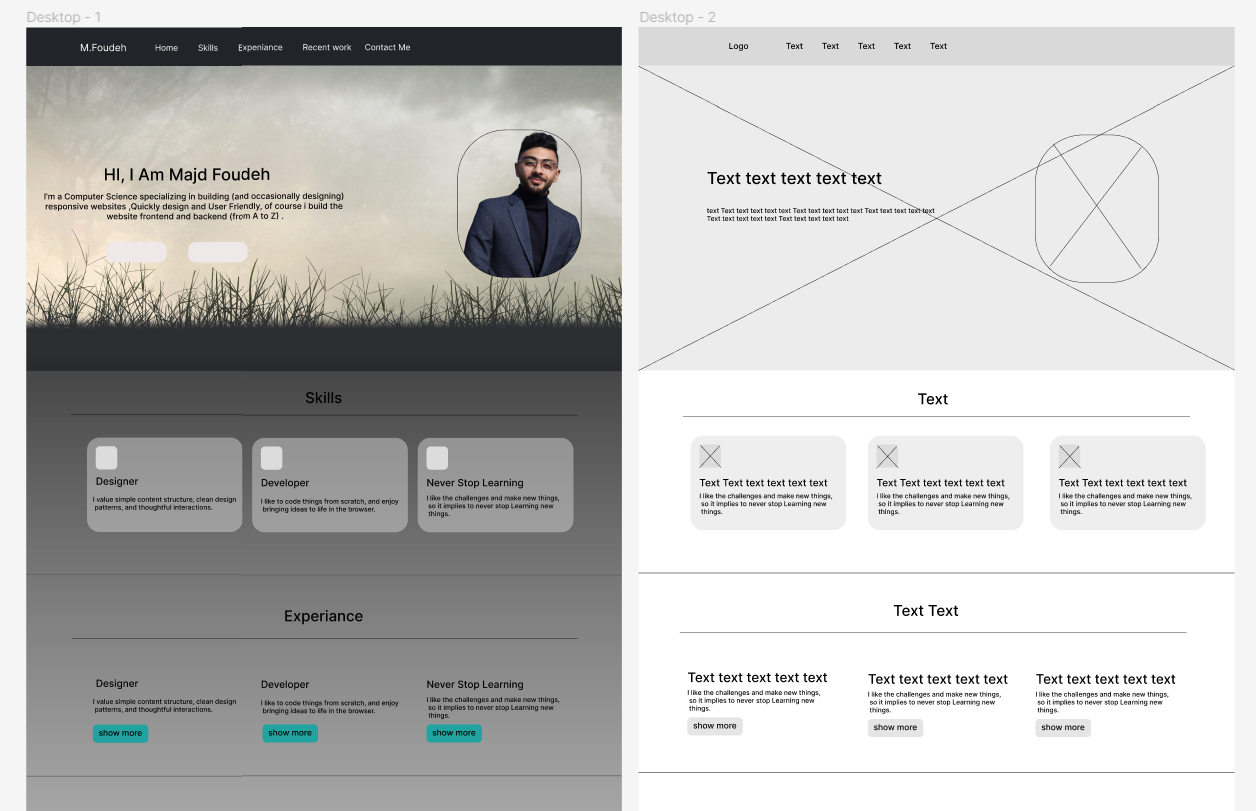 Desktop - 1
M.Foudeh Home Skills Expeniance Recent work Contact Me
HI, I Am Majd Foudeh
I'm a Computer Science specializing in building (and occasionally designing)
responsive websites ,Quickly design and User Friendly, of course i build the
website frontend and backend (from A to Z) .
Skills
Designer
I value simple content structure, clean design
patterns, and thoughtful interactions.
Developer
I like to code things from scratch, and enjoy
bringing ideas to life in the browser.
Never Stop Learning
I like the challenges and make new things,
so it implies to never stop Learning new
things.
Experiance
Designer
I value simple content structure, clean design
patterns, and thoughtful interactions.
show more
Developer
I like to code things from scratch, and enjoy
bringing ideas to life in the browser.
show more
Never Stop Learning
I like the challenges and make new things,
so it implies to never stop Learning new
things.
show more
Desktop - 2
Logo Text Text Text Text Text
Text text text text text
text Text text text text text Text text text text text Text text text text text
Text text text text text Text text text text text
Text
Text Text text text text text
I like the challenges and make new things,
so it implies to never stop Learning new
things.
Text Text text text text text
I like the challenges and make new things,
so it implies to never stop Learning new
things.
Text Text text text text text
I like the challenges and make new things,
so it implies to never stop Learning new
things.
Text Text
Text text text text text
I like the challenges and make new things,
so it implies to never stop Learning new
things.
show more
Text text text text text
I like the challenges and make new things,
so it implies to never stop Learning new
things.
show more
Text text text text text
I like the challenges and make new things,
so it implies to never stop Learning new
things.
show more